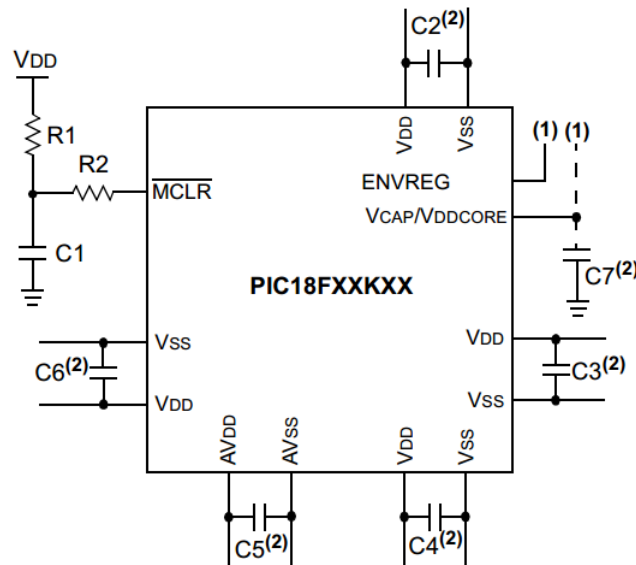 C2(2)
VDD
R1
R2
MCLR
C1
VDD
VSS
(1) (1)
ENVREG
VCAP/VDDCORE
C7(2)
PIC18FXXKXX
VSS
C6(2)
VDD
VDD
C3(2)
VSS
AVDD
AVSS
VDD
VSS
C5(2)
C4(2)